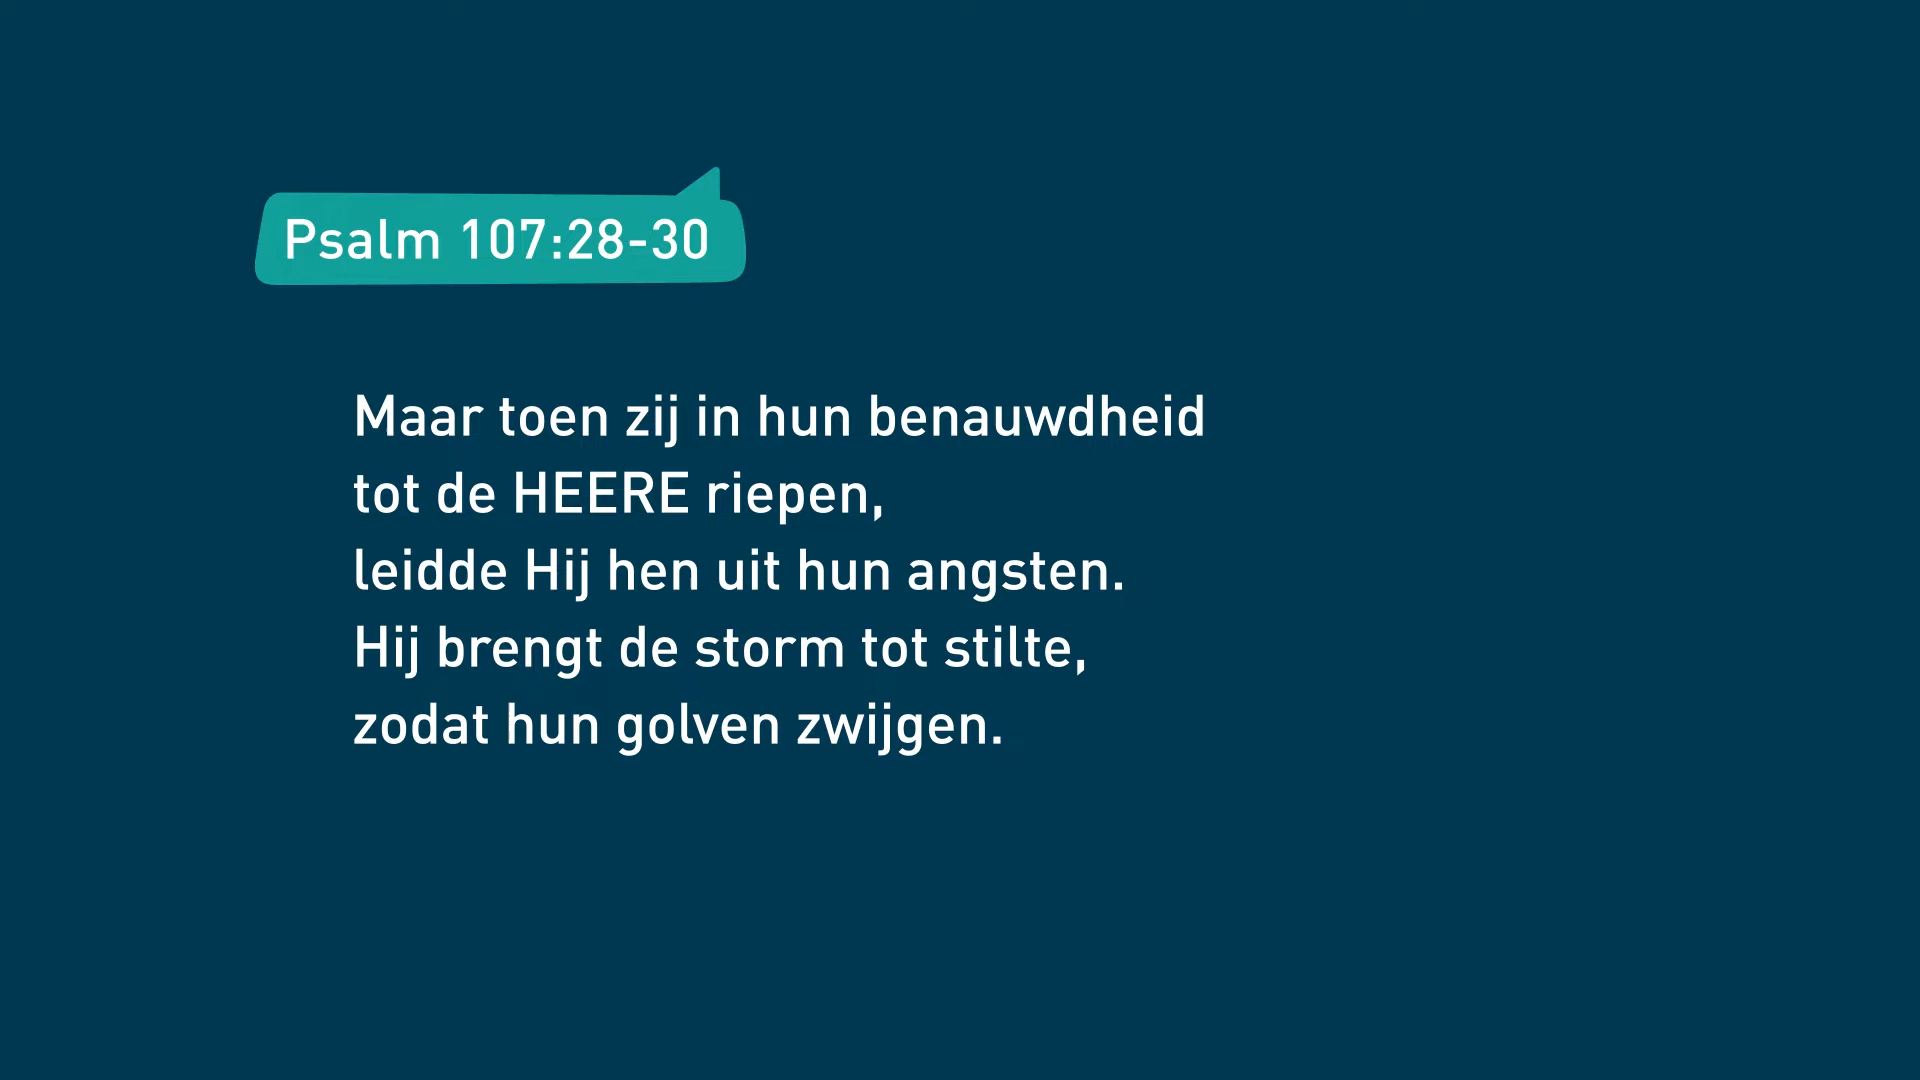 Psalm 107:28-30
Maar toen zij in hun benauwdheid
tot de HEERE riepen,
leidde Hij hen uit hun angsten.
Hij brengt de storm tot stilte,
zodat hun golven zwijgen.